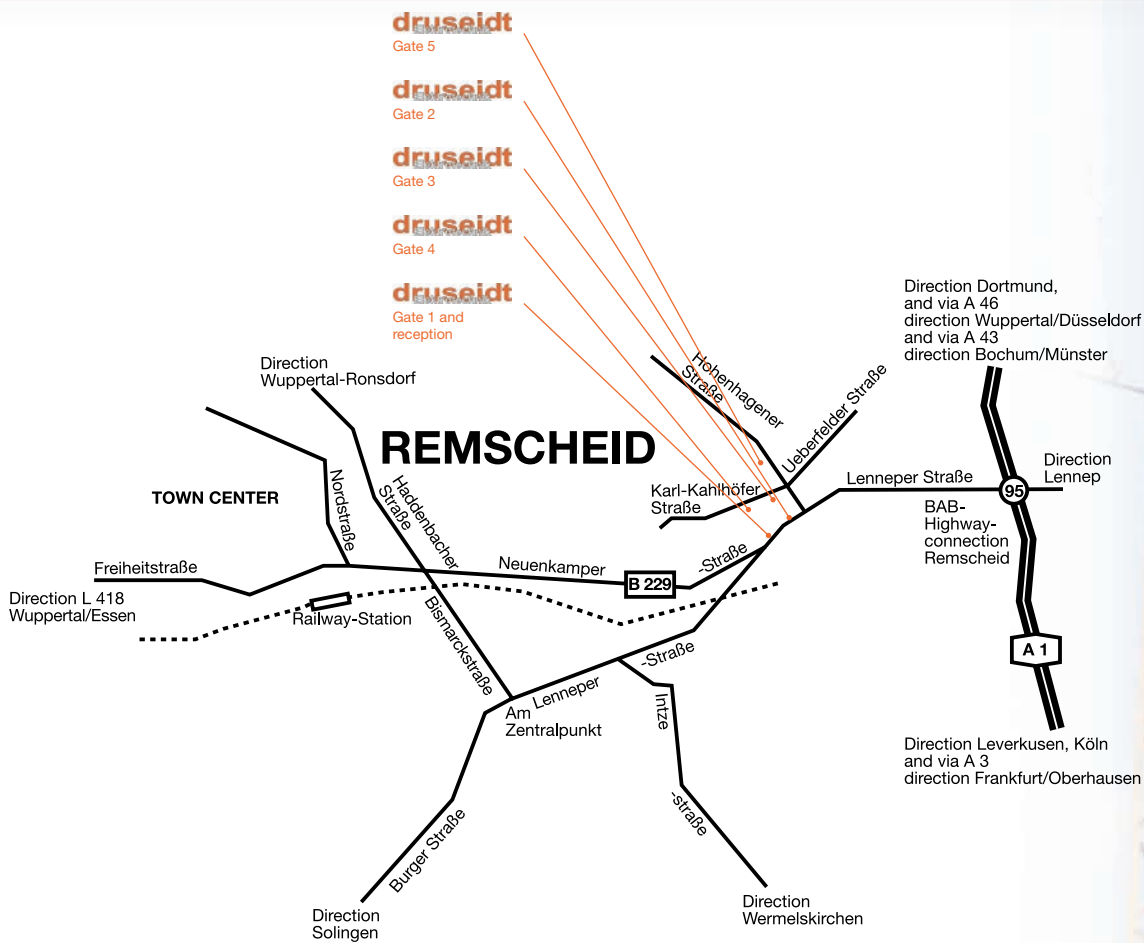 druseidt
Gate 5
druseidt
Gate 2
druseidt
Gate 3
druseidt
Gate 4
druseidt
Gate 1 and
reception
Direction Dortmund,
and via A 46
direction Wuppertal/Düsseldorf
and via A 43
direction Bochum/Münster
Direction
Wuppertal-Ronsdorf
Hohenhagener
Straße
Ueberfelder Straße
REMSCHEID
TOWN CENTER
Nordstraße
Haddenbacher
Straße
Karl-Kahlhöfer
Straße
Lenneper Straße
Direction
Lennep
95
BAB-
Highway-
connection
Remscheid
Freiheitstraße
Neuenkamper
-Straße
B 229
Direction L 418
Wuppertal/Essen
Railway-Station
Bismarckstraße
A 1
Lenneper
-Straße
Am
Zentralpunkt
Intze
-straße
Direction Leverkusen, Köln
and via A 3
direction Frankfurt/Oberhausen
Burger Straße
Direction
Solingen
Direction
Wermelskirchen